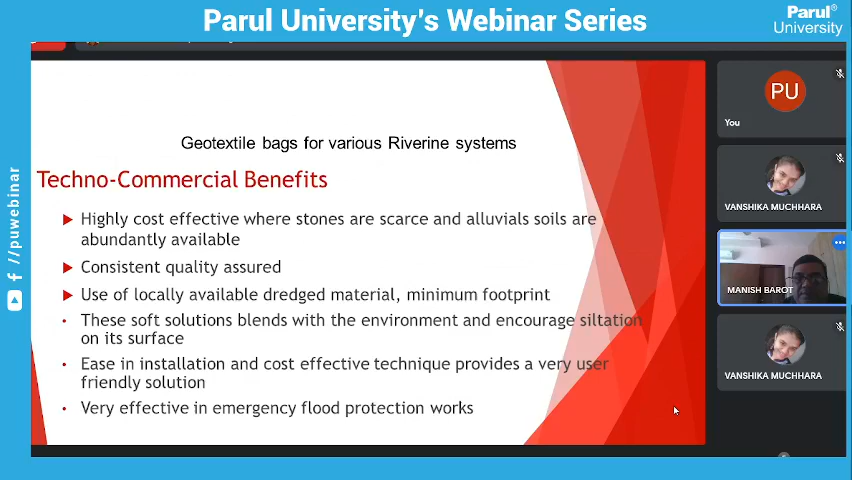 Parul University's Webinar Series
Parul®
University
/puwebinar
Geotextile bags for various Riverine systems
Techno-Commercial Benefits
Highly cost effective where stones are scarce and alluvials soils are
abundantly available
Consistent quality assured
Use of locally available dredged material, minimum footprint
These soft solutions blends with the environment and encourage siltation
on its surface
Ease in installation and cost effective technique provides a very user
friendly solution
Very effective in emergency flood protection works
PU
You
VANSHIKA MUCHHARA
MANISH BAROT
VANSHIKA MUCHHARA